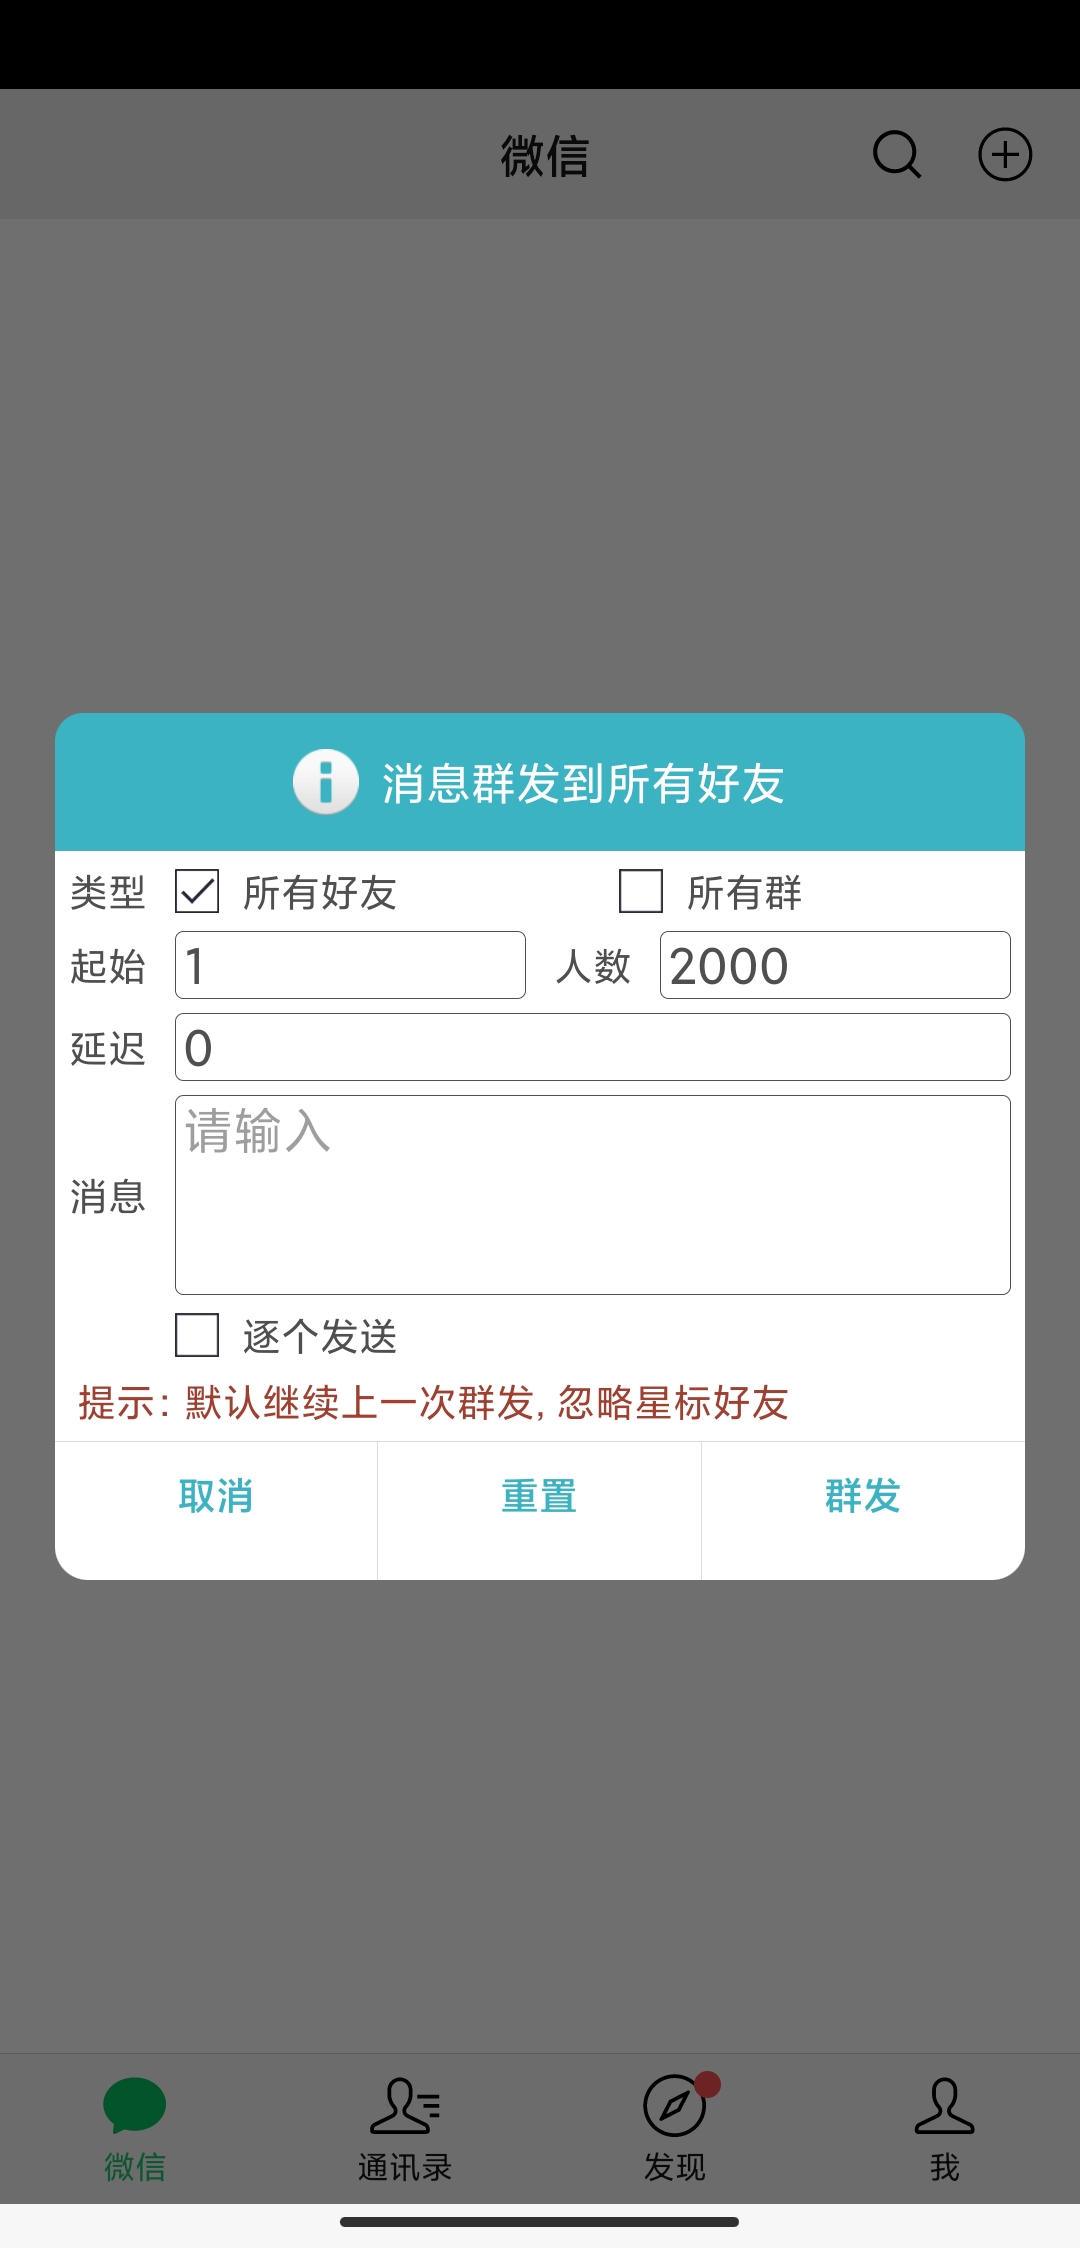 微信
消息群发到所有好友
类型 所有好友 所有群
起始 1 人数 2000
延迟 0
消息 请输入
逐个发送
提示: 默认继续上一次群发, 忽略星标好友
取消 重置 群发
微信 通讯录 发现 我